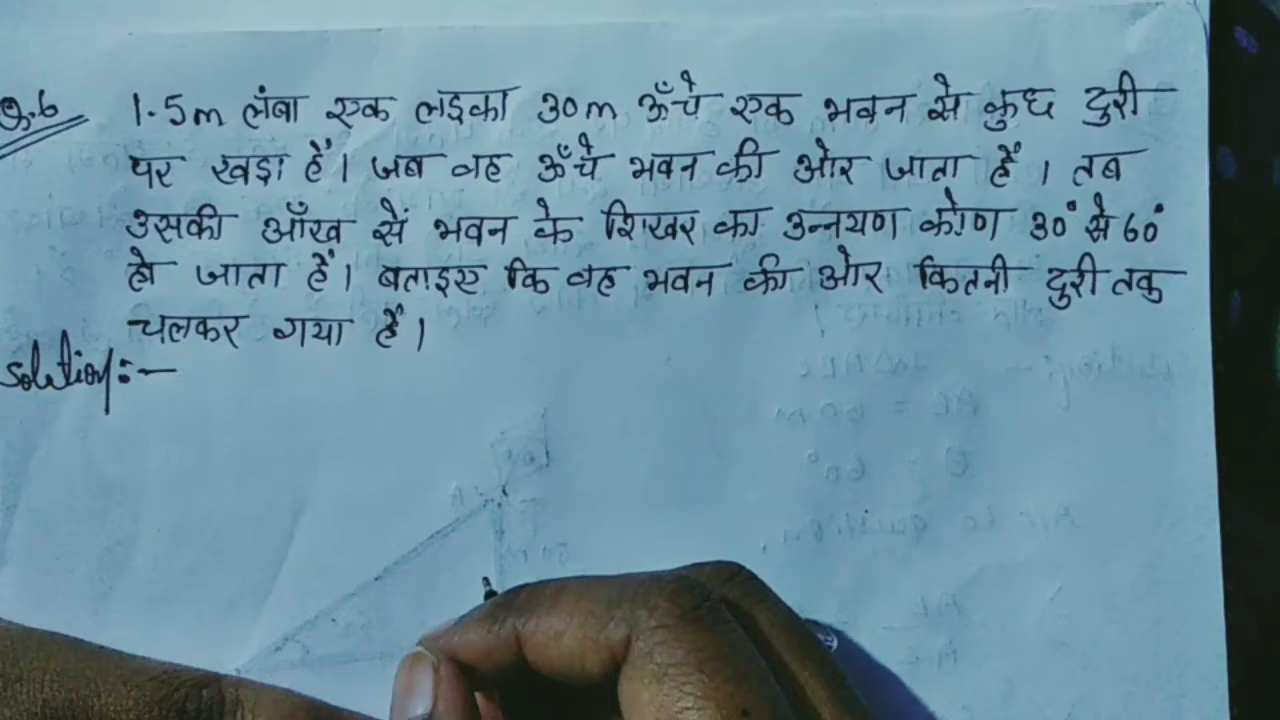 Q.6 1.5m लंबा एक लड़का 30m ऊँचे एक भवन से कुछ दुरी
पर खड़ा हैं। जब वह ऊँचे भवन की ओर जाता हैं। तब
उसकी आँख सें भवन के शिखर का उन्नयण कोण 30° से 60°
हो जाता हैं। बताइए कि वह भवन की ओर कितनी दुरी तक
चलकर गया हैं।
Solution:-